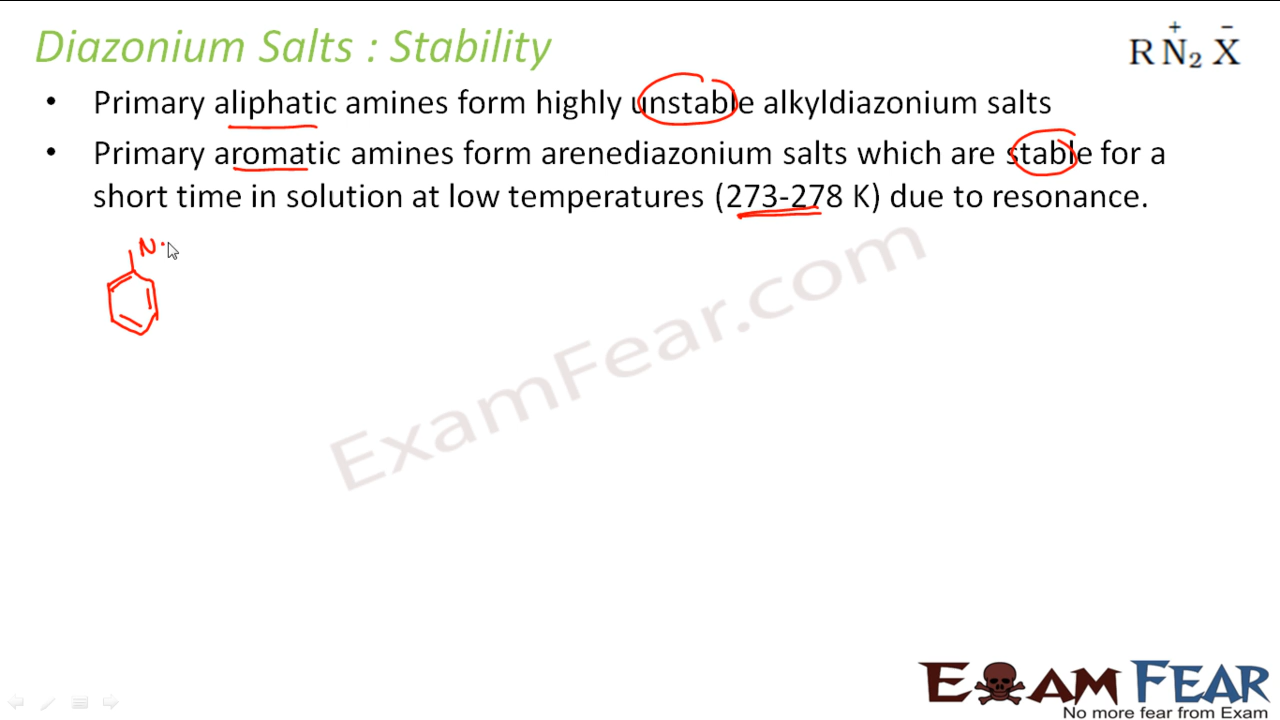 Diazonium Salts : Stability
R N₂⁺ X⁻
• Primary aliphatic amines form highly unstable alkyldiazonium salts
• Primary aromatic amines form arenediazonium salts which are stable for a
short time in solution at low temperatures (273-278 K) due to resonance.
N
ExamFear.com
EXAM FEAR
No more fear from Exam